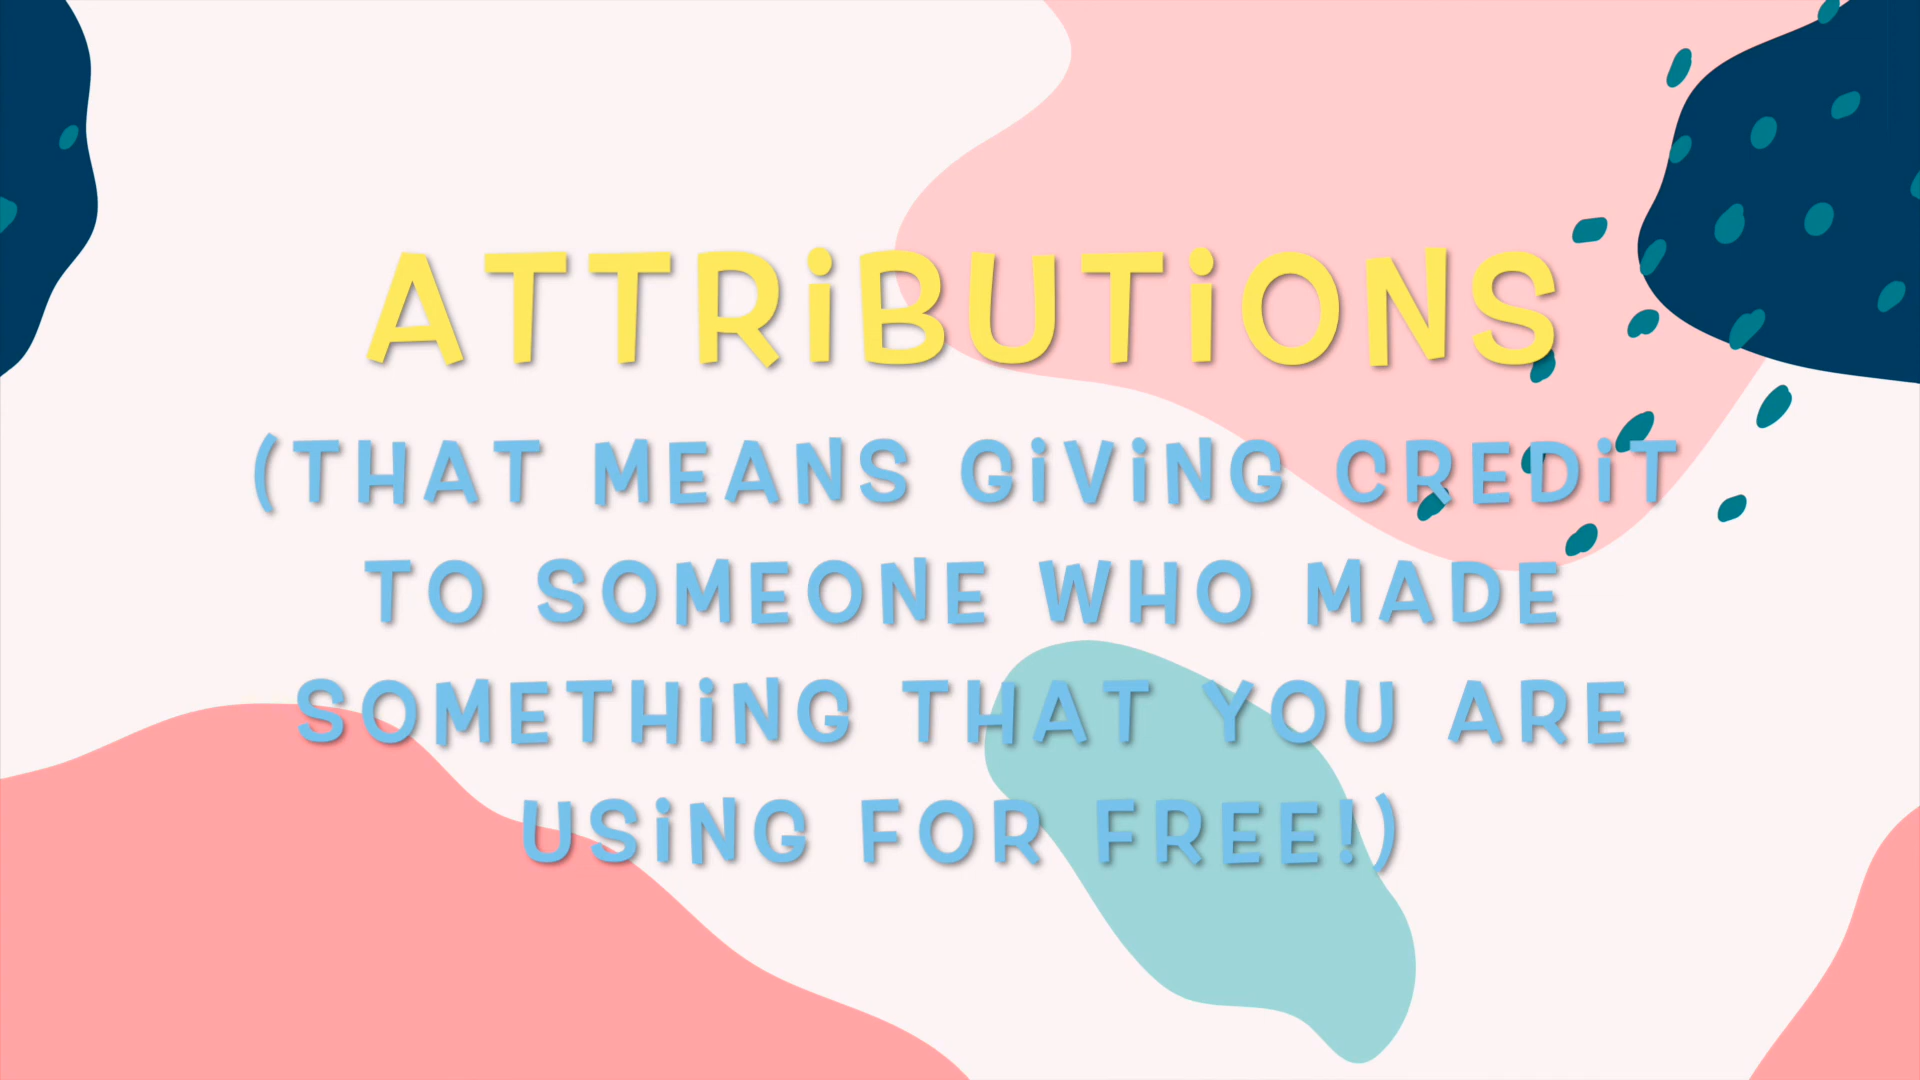 ATTRiBUTiONS
(THAT MEANS GiViNG CREDiT
TO SOMEONE WHO MADE
SOMETHiNG THAT YOU ARE
USiNG FOR FREE!)